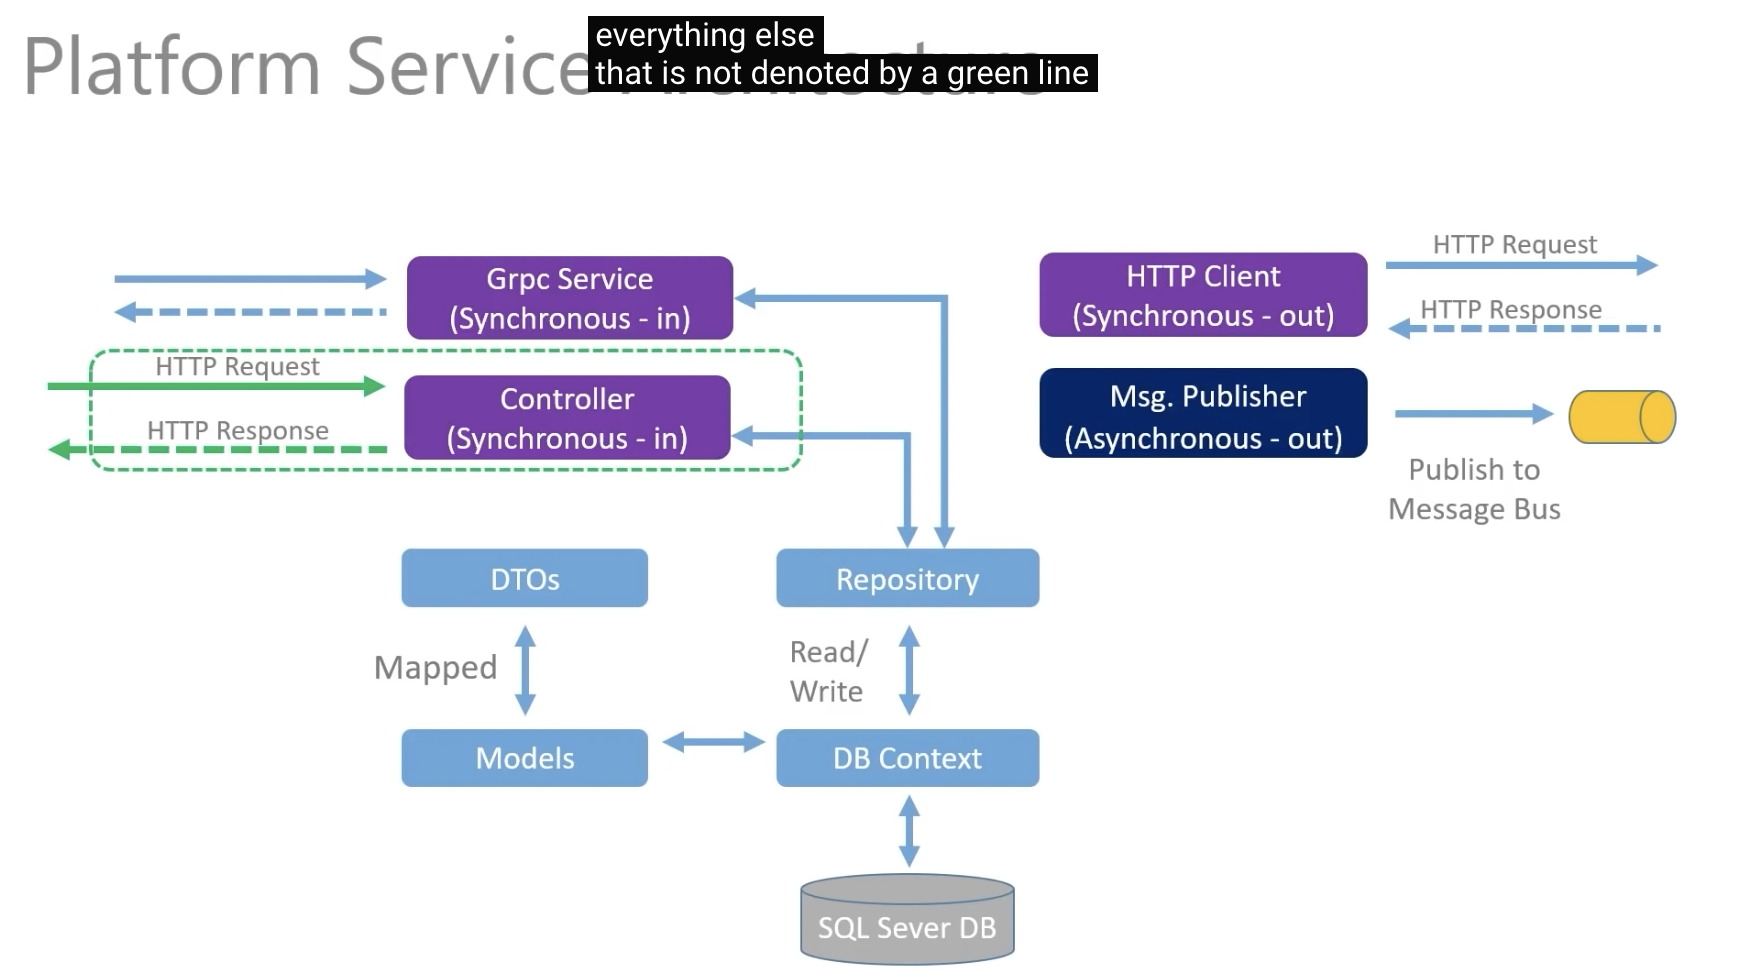 everything else
that is not denoted by a green line
Platform Service
HTTP Request
Grpc Service
(Synchronous - in)
HTTP Client
(Synchronous - out)
HTTP Response
HTTP Request
Controller
(Synchronous - in)
HTTP Response
Msg. Publisher
(Asynchronous - out)
Publish to
Message Bus
DTOs
Repository
Mapped
Read/
Write
Models
DB Context
SQL Sever DB